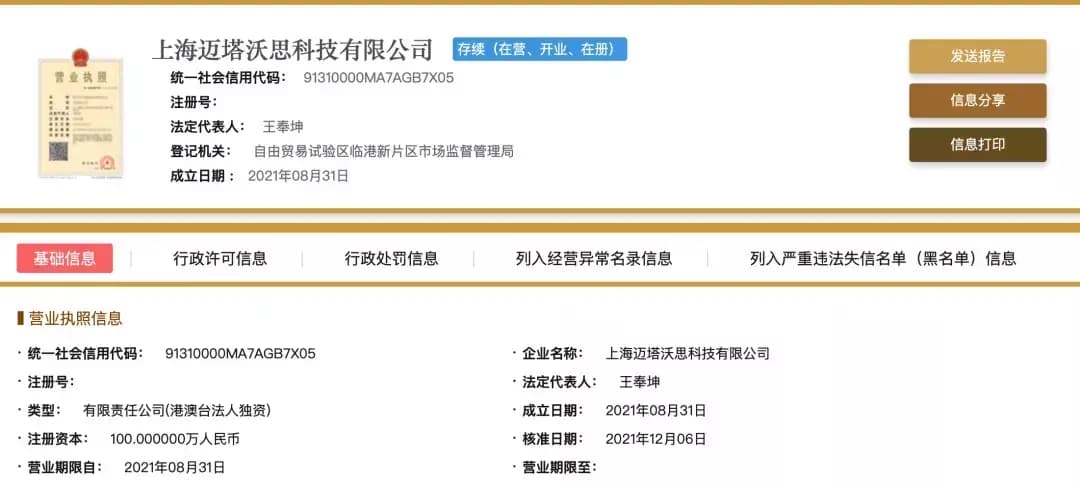 上海迈塔沃思科技有限公司 存续（在营、开业、在册）
营业执照
统一社会信用代码： 91310000MA7AGB7X05
注册号：
法定代表人： 王奉坤
登记机关： 自由贸易试验区临港新片区市场监督管理局
成立日期： 2021年08月31日
发送报告
信息分享
信息打印
基础信息 行政许可信息 行政处罚信息 列入经营异常名录信息 列入严重违法失信名单（黑名单）信息
营业执照信息
· 统一社会信用代码： 91310000MA7AGB7X05 · 企业名称： 上海迈塔沃思科技有限公司
· 注册号： · 法定代表人： 王奉坤
· 类型： 有限责任公司(港澳台法人独资) · 成立日期： 2021年08月31日
· 注册资本： 100.000000万人民币 · 核准日期： 2021年12月06日
· 营业期限自： 2021年08月31日 · 营业期限至：